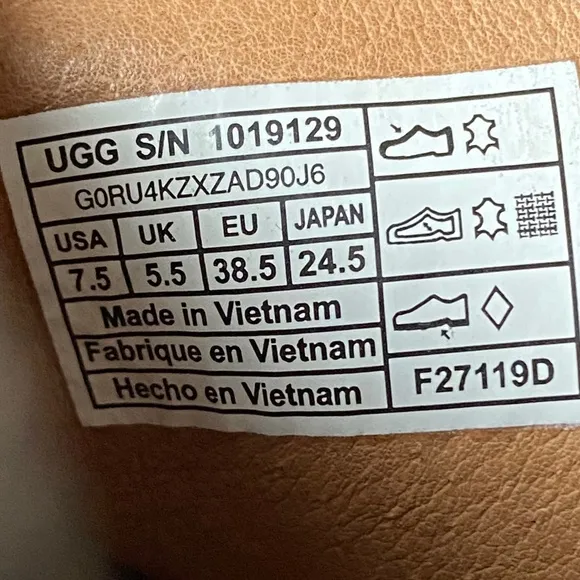 UGG S/N 1019129
G0RU4KZXZAD90J6
USA UK EU JAPAN
7.5 5.5 38.5 24.5
Made in Vietnam
Fabrique en Vietnam
Hecho en Vietnam
F27119D